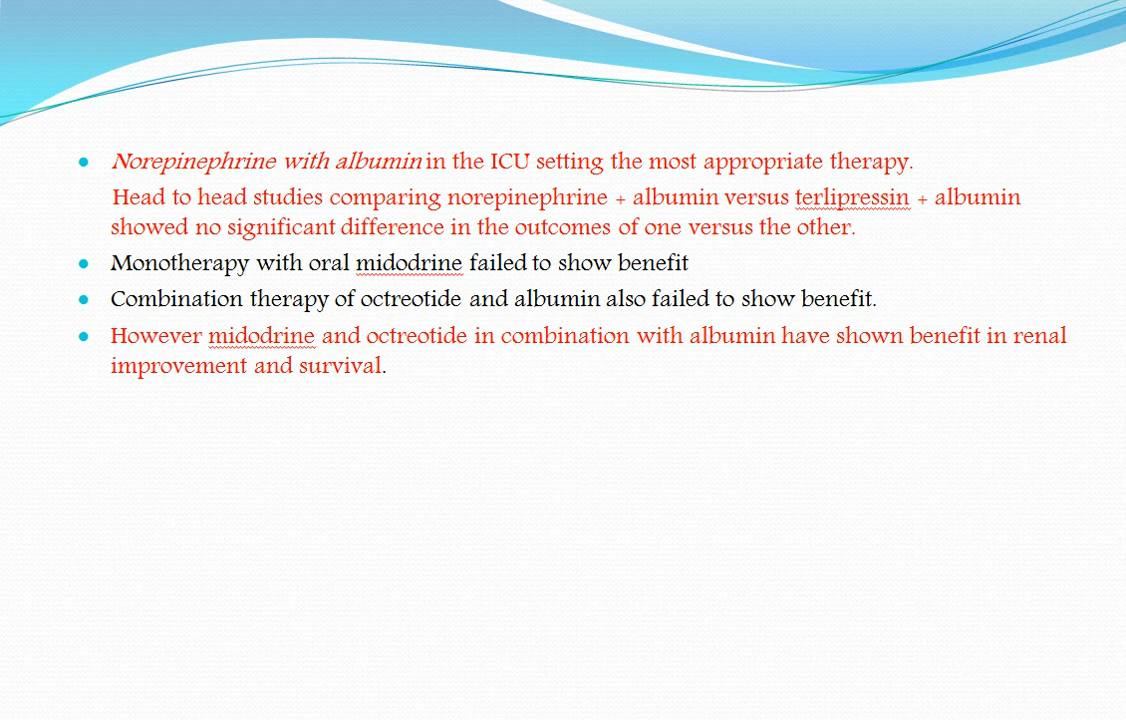 Norepinephrine with albumin in the ICU setting the most appropriate therapy.
Head to head studies comparing norepinephrine + albumin versus terlipressin + albumin
showed no significant difference in the outcomes of one versus the other.
Monotherapy with oral midodrine failed to show benefit
Combination therapy of octreotide and albumin also failed to show benefit.
However midodrine and octreotide in combination with albumin have shown benefit in renal
improvement and survival.